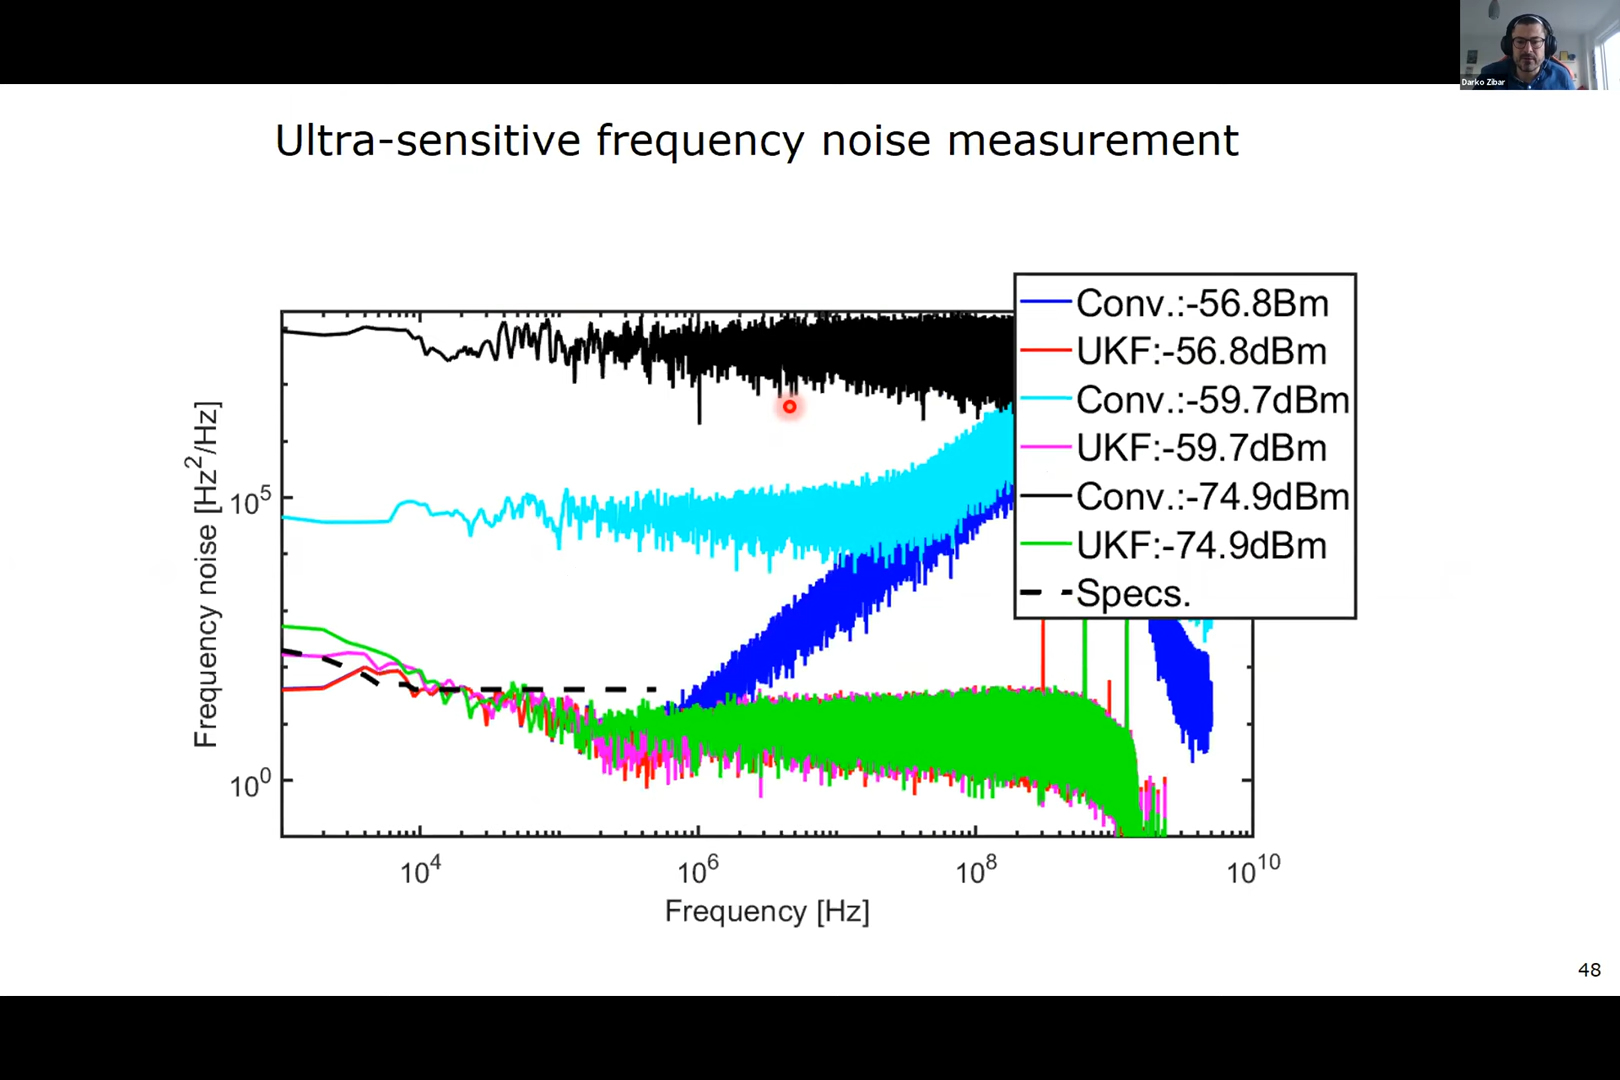 Darko Zibar
Ultra-sensitive frequency noise measurement
Conv.:-56.8Bm
UKF:-56.8dBm
Conv.:-59.7dBm
UKF:-59.7dBm
Conv.:-74.9dBm
UKF:-74.9dBm
Specs.
Frequency noise [Hz²/Hz]
10⁵
10⁰
10⁴
10⁶
10⁸
10¹⁰
Frequency [Hz]
48